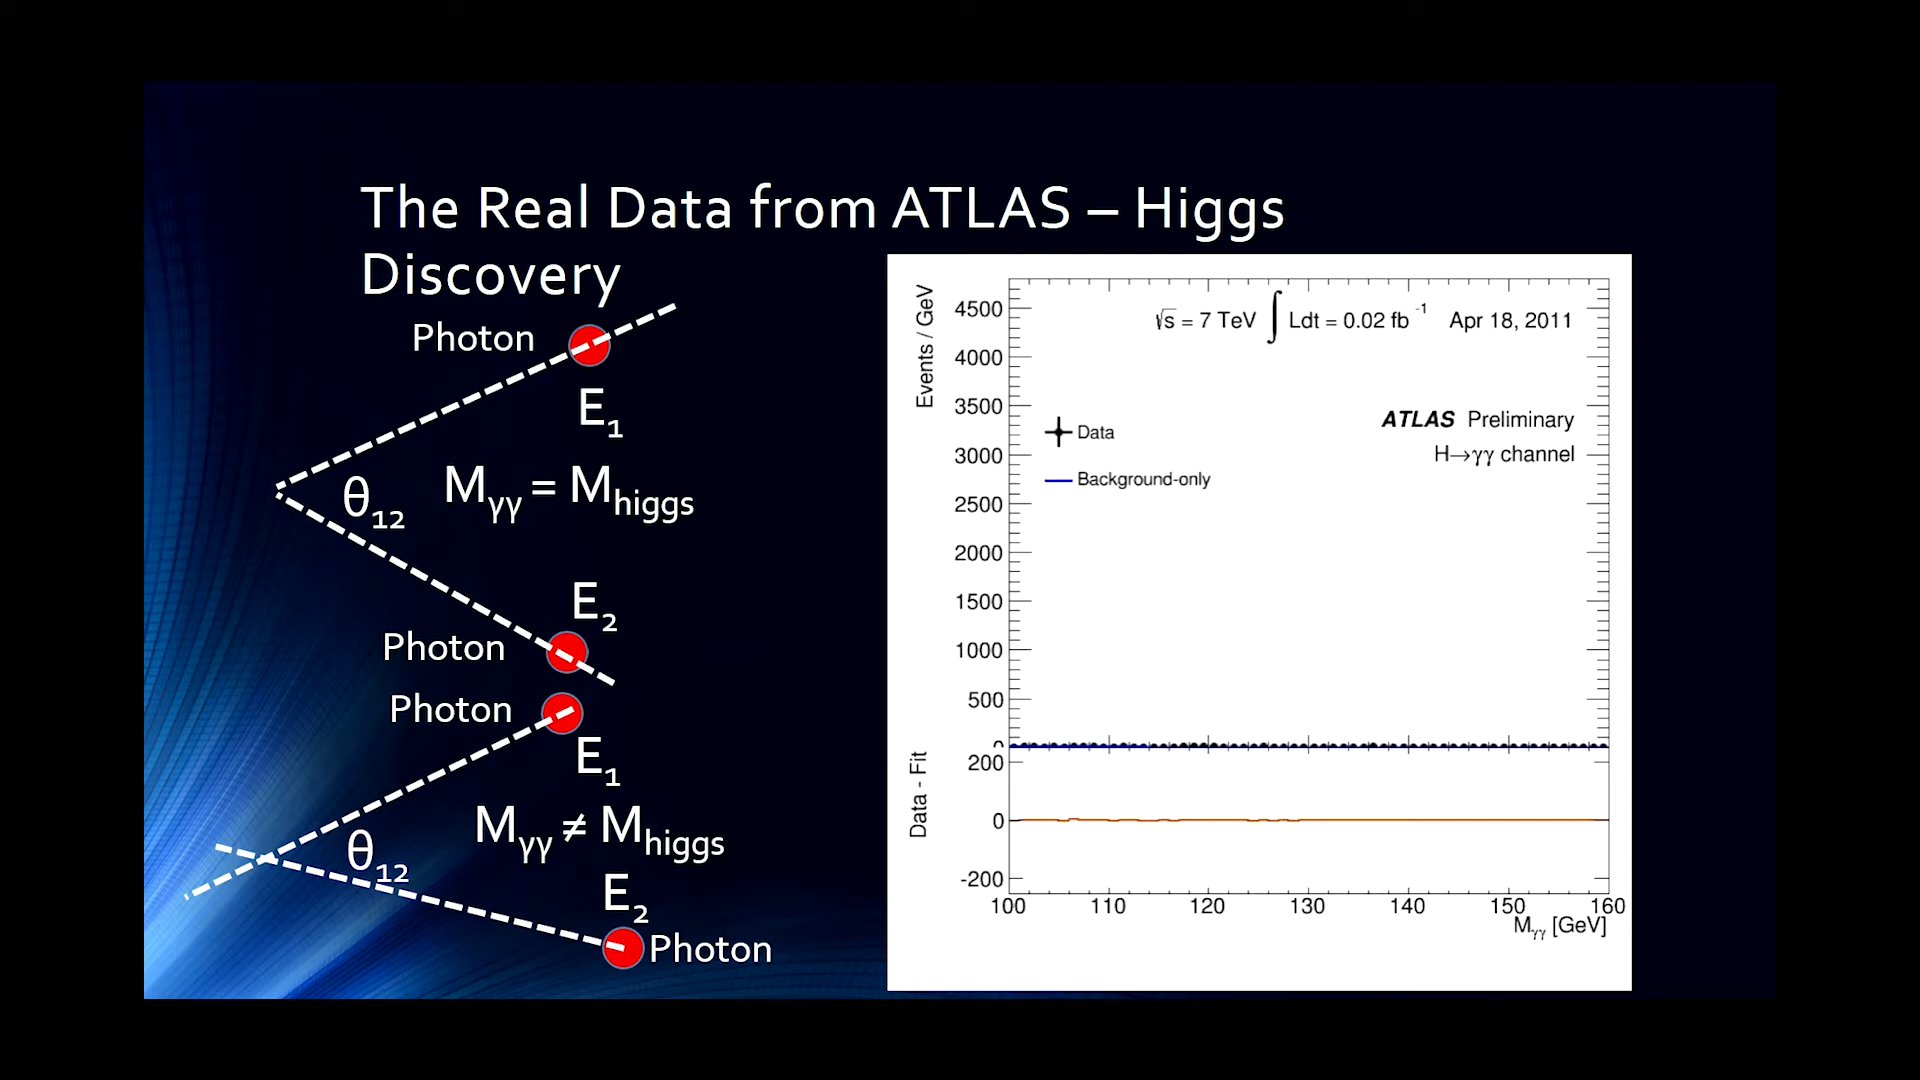 The Real Data from ATLAS – Higgs
Discovery
Photon
E₁
θ₁₂
Mγγ = Mhiggs
E₂
Photon
Photon
E₁
Mγγ ≠ Mhiggs
θ₁₂
E₂
Photon
Events / GeV
4500
4000
3500
3000
2500
2000
1500
1000
500
0
√s = 7 TeV ∫ Ldt = 0.02 fb⁻¹ Apr 18, 2011
ATLAS Preliminary
H→γγ channel
Data
Background-only
Data - Fit
200
0
-200
100 110 120 130 140 150 160
Mγγ [GeV]